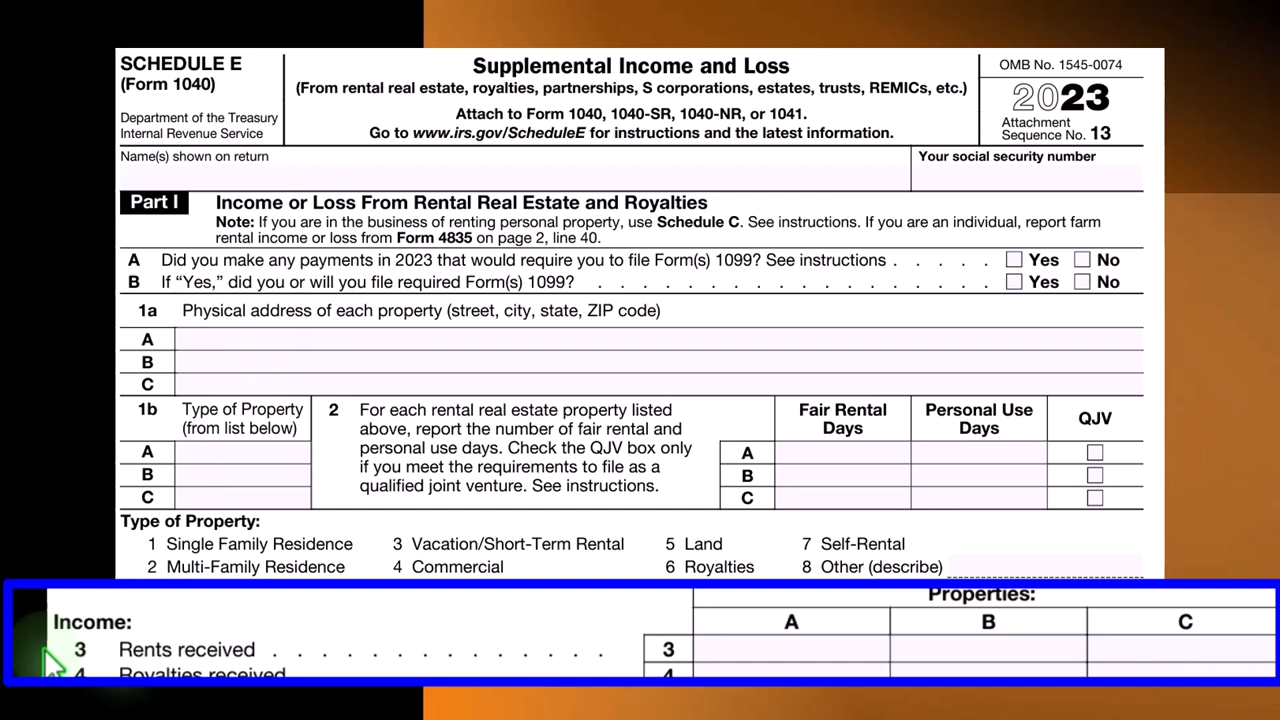 SCHEDULE E
(Form 1040)
Department of the Treasury
Internal Revenue Service
Supplemental Income and Loss
(From rental real estate, royalties, partnerships, S corporations, estates, trusts, REMICs, etc.)
Attach to Form 1040, 1040-SR, 1040-NR, or 1041.
Go to www.irs.gov/ScheduleE for instructions and the latest information.
OMB No. 1545-0074
2023
Attachment
Sequence No. 13
Name(s) shown on return
Your social security number
Part I Income or Loss From Rental Real Estate and Royalties
Note: If you are in the business of renting personal property, use Schedule C. See instructions. If you are an individual, report farm
rental income or loss from Form 4835 on page 2, line 40.
A Did you make any payments in 2023 that would require you to file Form(s) 1099? See instructions . . . . . Yes No
B If “Yes,” did you or will you file required Form(s) 1099? . . . . . . . . . . . . . . . . . . Yes No
1a Physical address of each property (street, city, state, ZIP code)
A
B
C
1b Type of Property
(from list below)
A
B
C
2 For each rental real estate property listed
above, report the number of fair rental and
personal use days. Check the QJV box only
if you meet the requirements to file as a
qualified joint venture. See instructions.
Fair Rental
Days
Personal Use
Days
QJV
A
B
C
Type of Property:
1 Single Family Residence 3 Vacation/Short-Term Rental 5 Land 7 Self-Rental
2 Multi-Family Residence 4 Commercial 6 Royalties 8 Other (describe)
Properties:
Income: A B C
3 Rents received . . . . . . . . . . . . . . 3
4 Royalties received 4